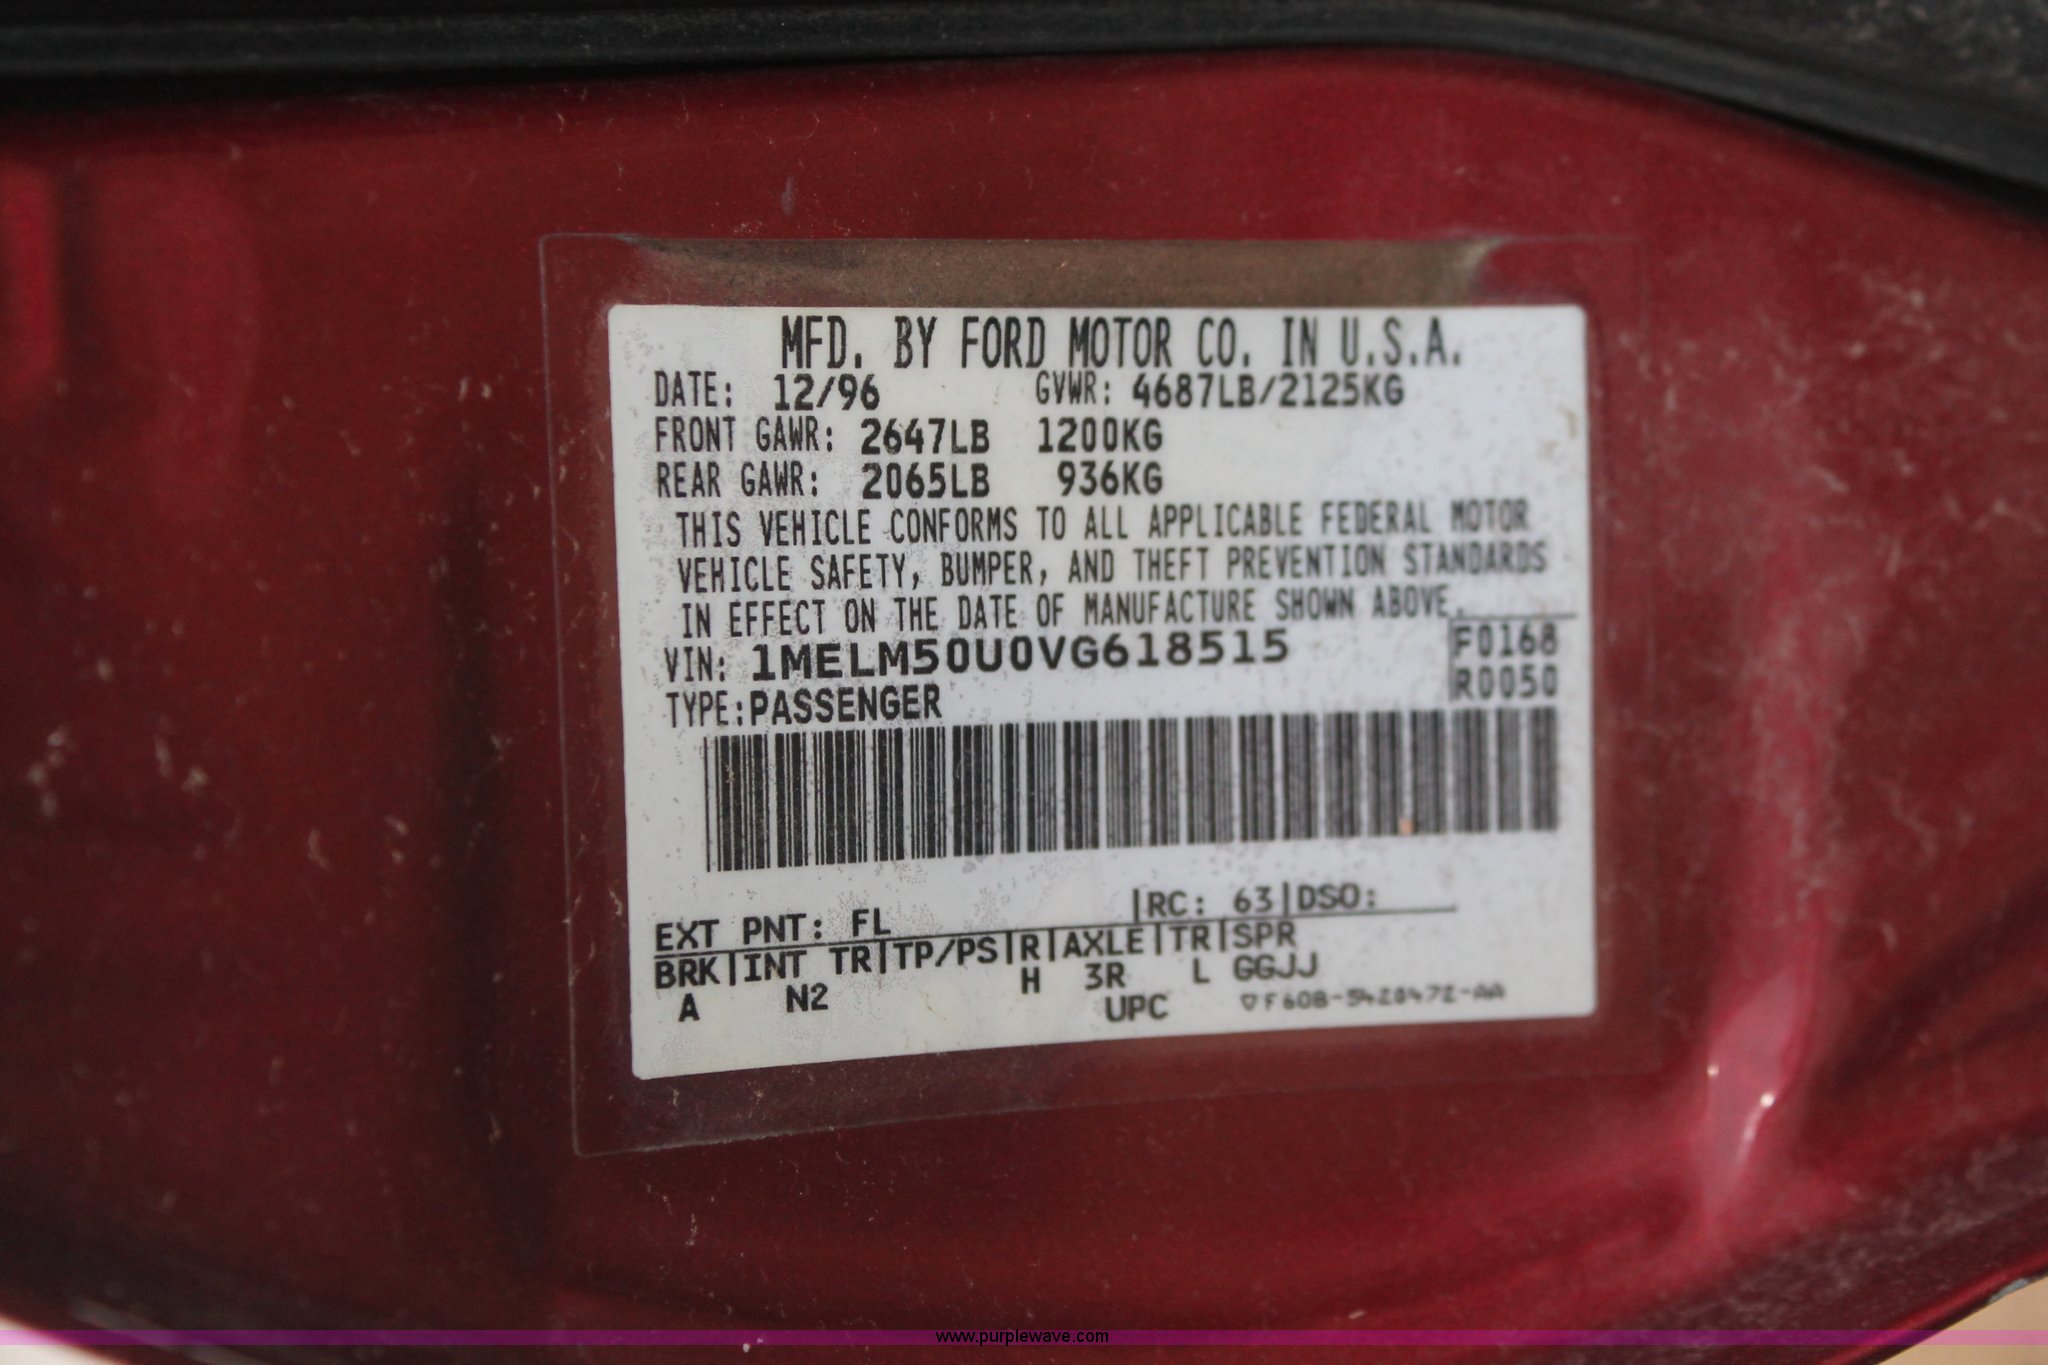 MFD. BY FORD MOTOR CO. IN U.S.A.
DATE: 12/96 GVWR: 4687LB/2125KG
FRONT GAWR: 2647LB 1200KG
REAR GAWR: 2065LB 936KG
THIS VEHICLE CONFORMS TO ALL APPLICABLE FEDERAL MOTOR
VEHICLE SAFETY, BUMPER, AND THEFT PREVENTION STANDARDS
IN EFFECT ON THE DATE OF MANUFACTURE SHOWN ABOVE.
VIN: 1MELM50U0VG618515 F0168
TYPE: PASSENGER R0050
EXT PNT: FL |RC: 63|DSO:
BRK|INT TR|TP/PS|R|AXLE|TR|SPR
A N2 H 3R L GGJJ
UPC
www.purplewave.com